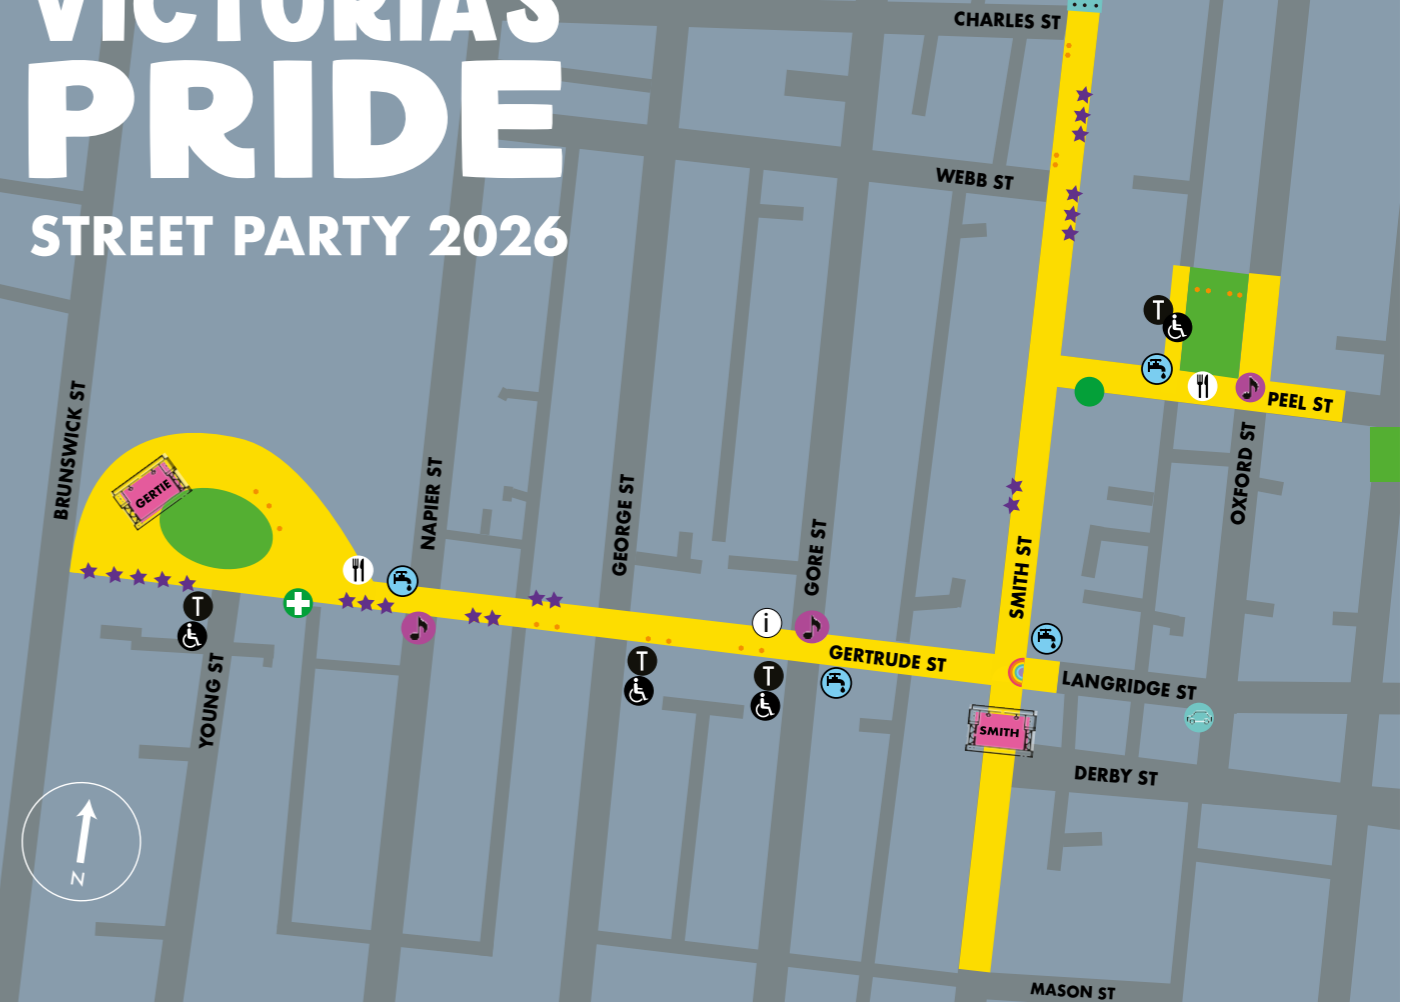 VICTORIA'S
PRIDE
STREET PARTY 2026
CHARLES ST
WEBB ST
T
PEEL ST
BRUNSWICK ST
GERTIE
NAPIER ST
GEORGE ST
GORE ST
SMITH ST
OXFORD ST
T
i
T
T
GERTRUDE ST
LANGRIDGE ST
YOUNG ST
SMITH
DERBY ST
N
MASON ST